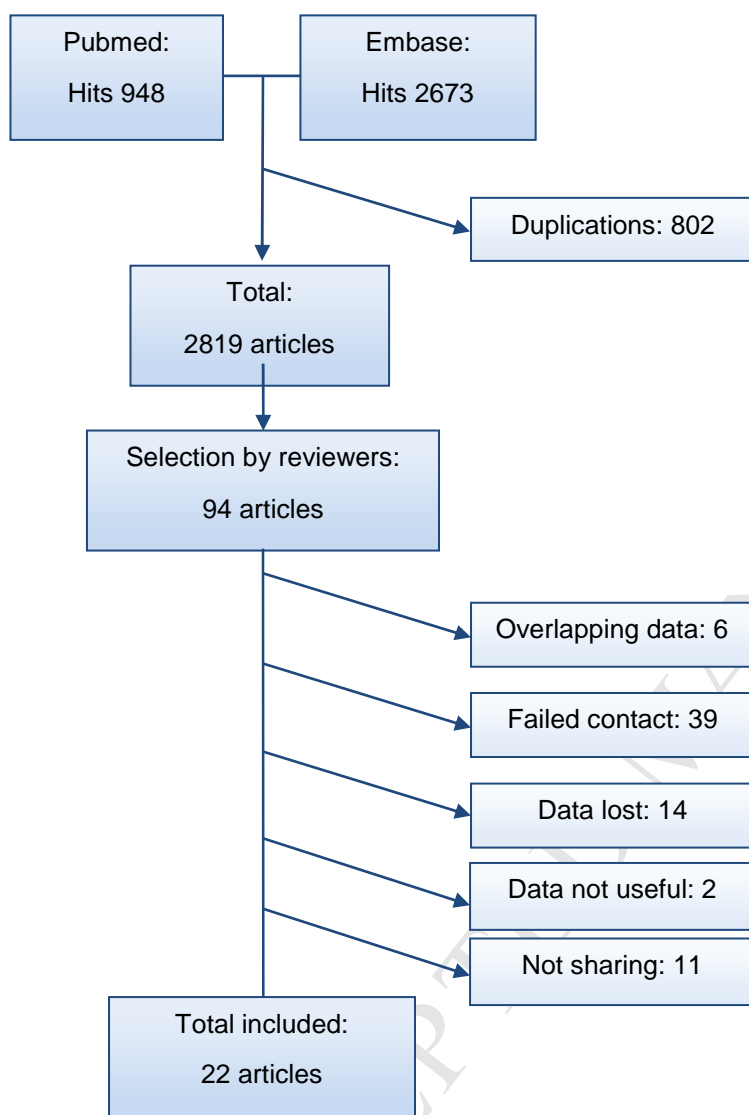 Pubmed:
Hits 948
Embase:
Hits 2673
Duplications: 802
Total:
2819 articles
Selection by reviewers:
94 articles
Overlapping data: 6
Failed contact: 39
Data lost: 14
Data not useful: 2
Not sharing: 11
Total included:
22 articles